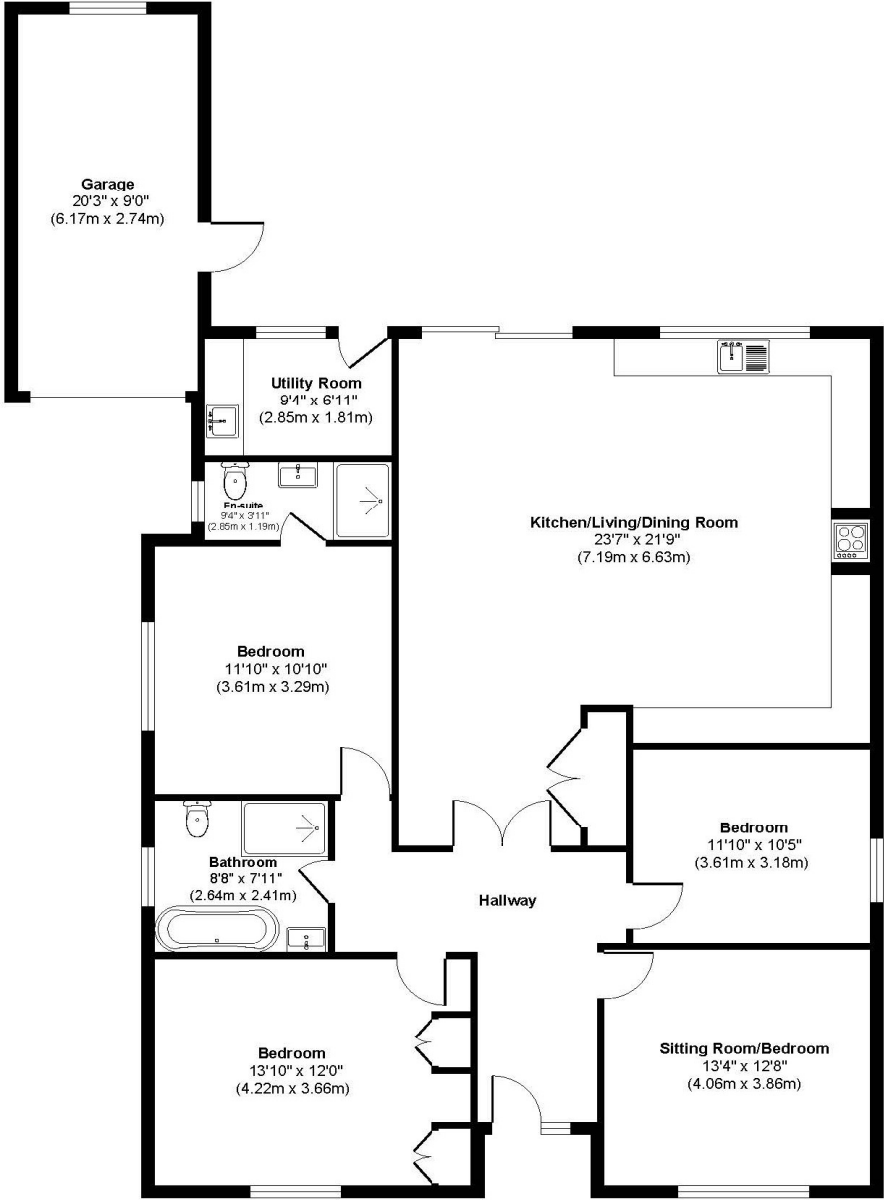 Garage
20'3" x 9'0"
(6.17m x 2.74m)
Utility Room
9'4" x 6'11"
(2.85m x 1.81m)
En-suite
9'4" x 3'11"
(2.85m x 1.19m)
Kitchen/Living/Dining Room
23'7" x 21'9"
(7.19m x 6.63m)
Bedroom
11'10" x 10'10"
(3.61m x 3.29m)
Bedroom
11'10" x 10'5"
(3.61m x 3.18m)
Bathroom
8'8" x 7'11"
(2.64m x 2.41m)
Hallway
Bedroom
13'10" x 12'0"
(4.22m x 3.66m)
Sitting Room/Bedroom
13'4" x 12'8"
(4.06m x 3.86m)